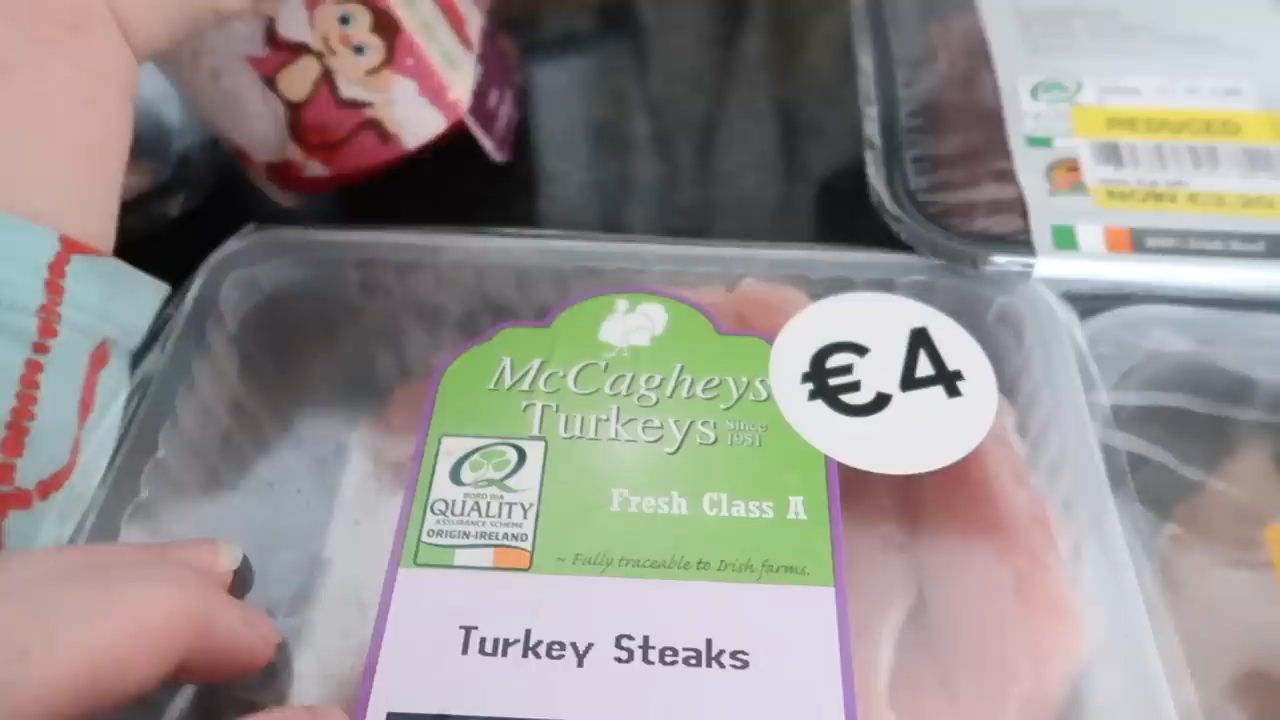 REDUCED
McCagheys
Turkeys Since 1951
€4
BORD BIA
QUALITY
ASSURANCE SCHEME
ORIGIN-IRELAND
Fresh Class A
~ Fully traceable to Irish farms.
Turkey Steaks